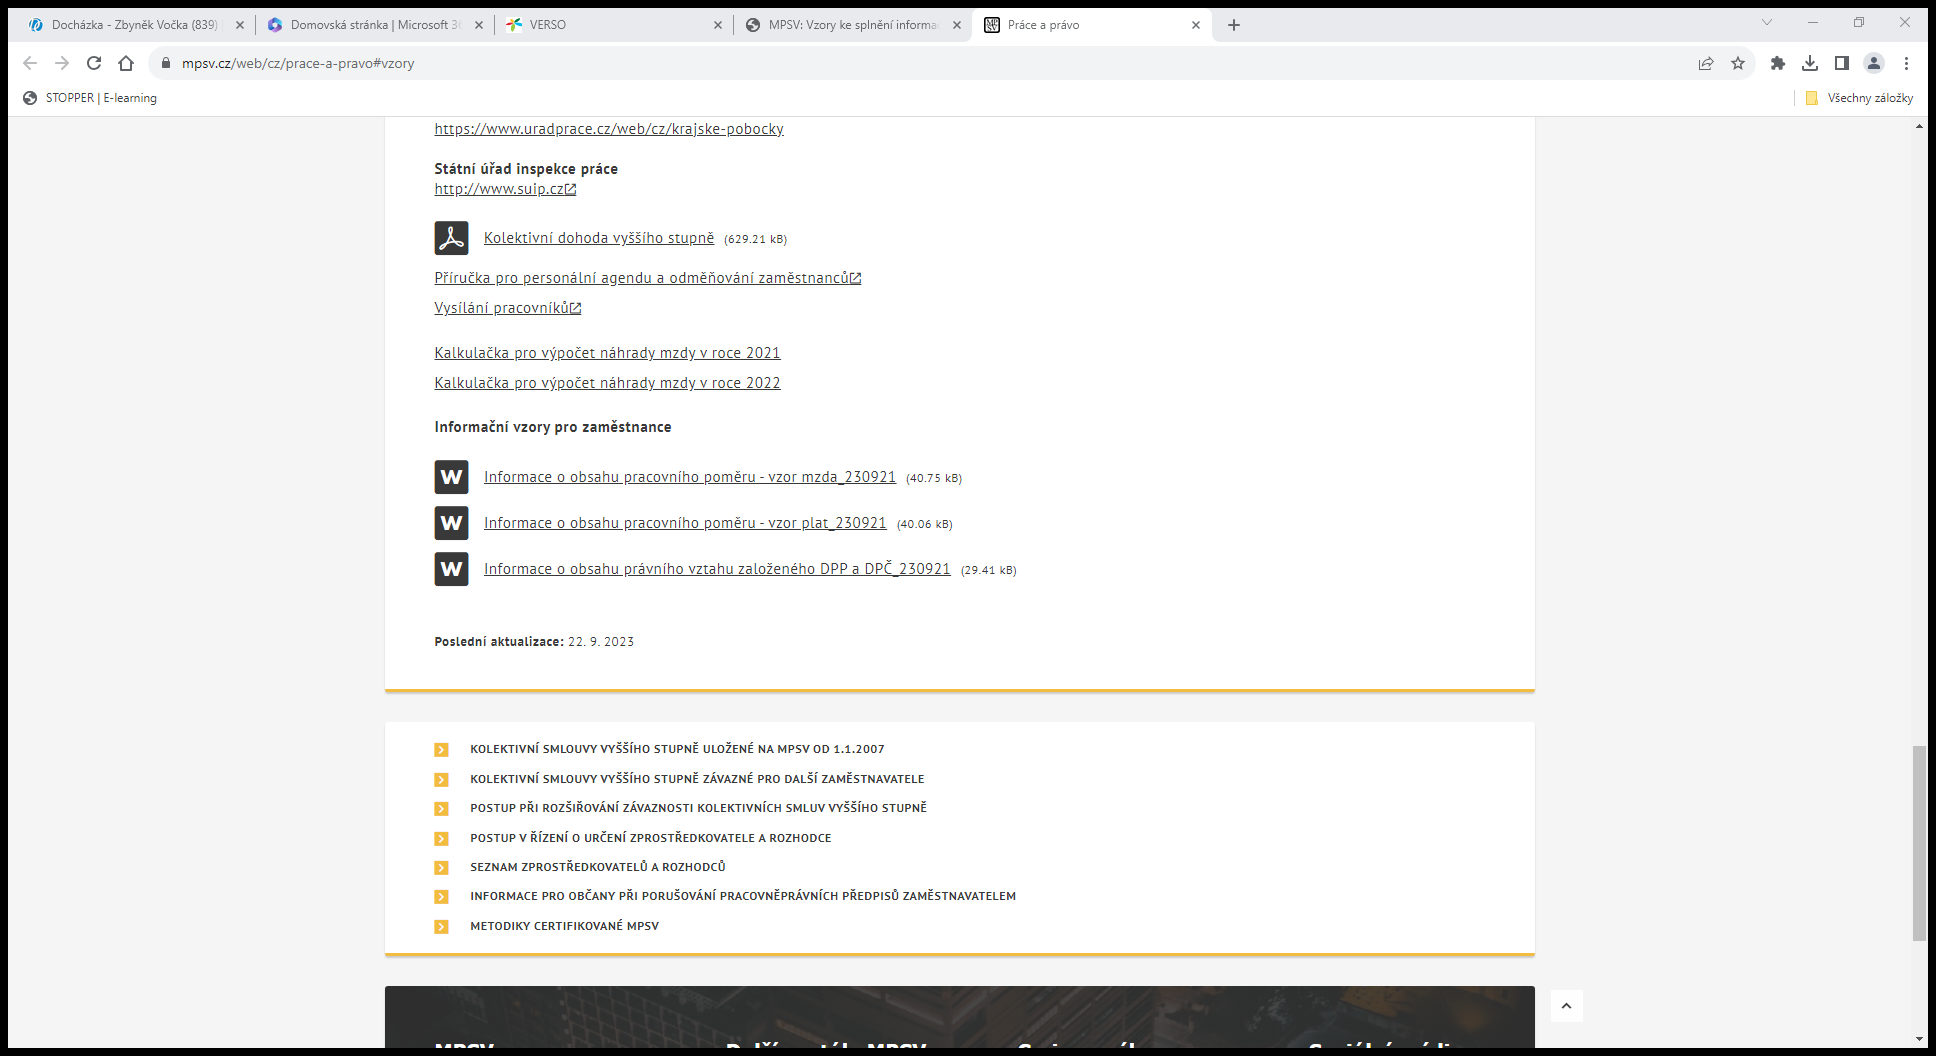 Docházka - Zbyněk Vočka (839)
Domovská stránka | Microsoft 3
VERSO
MPSV: Vzory ke splnění informa
Práce a právo
mpsv.cz/web/cz/prace-a-pravo#vzory
STOPPER | E-learning
Všechny záložky
https://www.uradprace.cz/web/cz/krajske-pobocky
Státní úřad inspekce práce
http://www.suip.cz
Kolektivní dohoda vyššího stupně (629.21 kB)
Příručka pro personální agendu a odměňování zaměstnanců
Vysílání pracovníků
Kalkulačka pro výpočet náhrady mzdy v roce 2021
Kalkulačka pro výpočet náhrady mzdy v roce 2022
Informační vzory pro zaměstnance
W Informace o obsahu pracovního poměru - vzor mzda_230921 (40.75 kB)
W Informace o obsahu pracovního poměru - vzor plat_230921 (40.06 kB)
W Informace o obsahu právního vztahu založeného DPP a DPČ_230921 (29.41 kB)
Poslední aktualizace: 22. 9. 2023
KOLEKTIVNÍ SMLOUVY VYŠŠÍHO STUPNĚ ULOŽENÉ NA MPSV OD 1.1.2007
KOLEKTIVNÍ SMLOUVY VYŠŠÍHO STUPNĚ ZÁVAZNÉ PRO DALŠÍ ZAMĚSTNAVATELE
POSTUP PŘI ROZŠIŘOVÁNÍ ZÁVAZNOSTI KOLEKTIVNÍCH SMLUV VYŠŠÍHO STUPNĚ
POSTUP V ŘÍZENÍ O URČENÍ ZPROSTŘEDKOVATELE A ROZHODCE
SEZNAM ZPROSTŘEDKOVATELŮ A ROZHODCŮ
INFORMACE PRO OBČANY PŘI PORUŠOVÁNÍ PRACOVNĚPRÁVNÍCH PŘEDPISŮ ZAMĚSTNAVATELEM
METODIKY CERTIFIKOVANÉ MPSV
MPSV